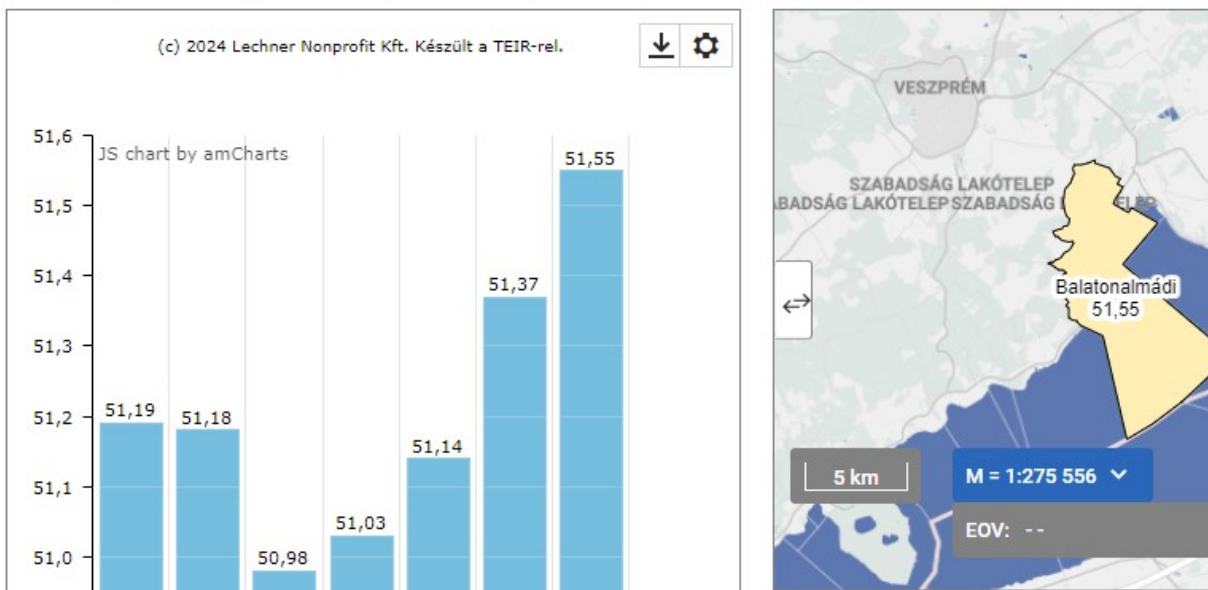 (c) 2024 Lechner Nonprofit Kft. Készült a TEIR-rel.
51,6
JS chart by amCharts
51,55
51,5
51,4
51,37
51,3
51,19
51,18
51,2
51,14
51,1
51,03
51,0
50,98
VESZPRÉM
SZABADSÁG LAKÓTELEP
ABADSÁG LAKÓTELEP SZABADSÁG L TELEP
Balatonalmádi
51,55
5 km
M = 1:275 556
EOV: - -